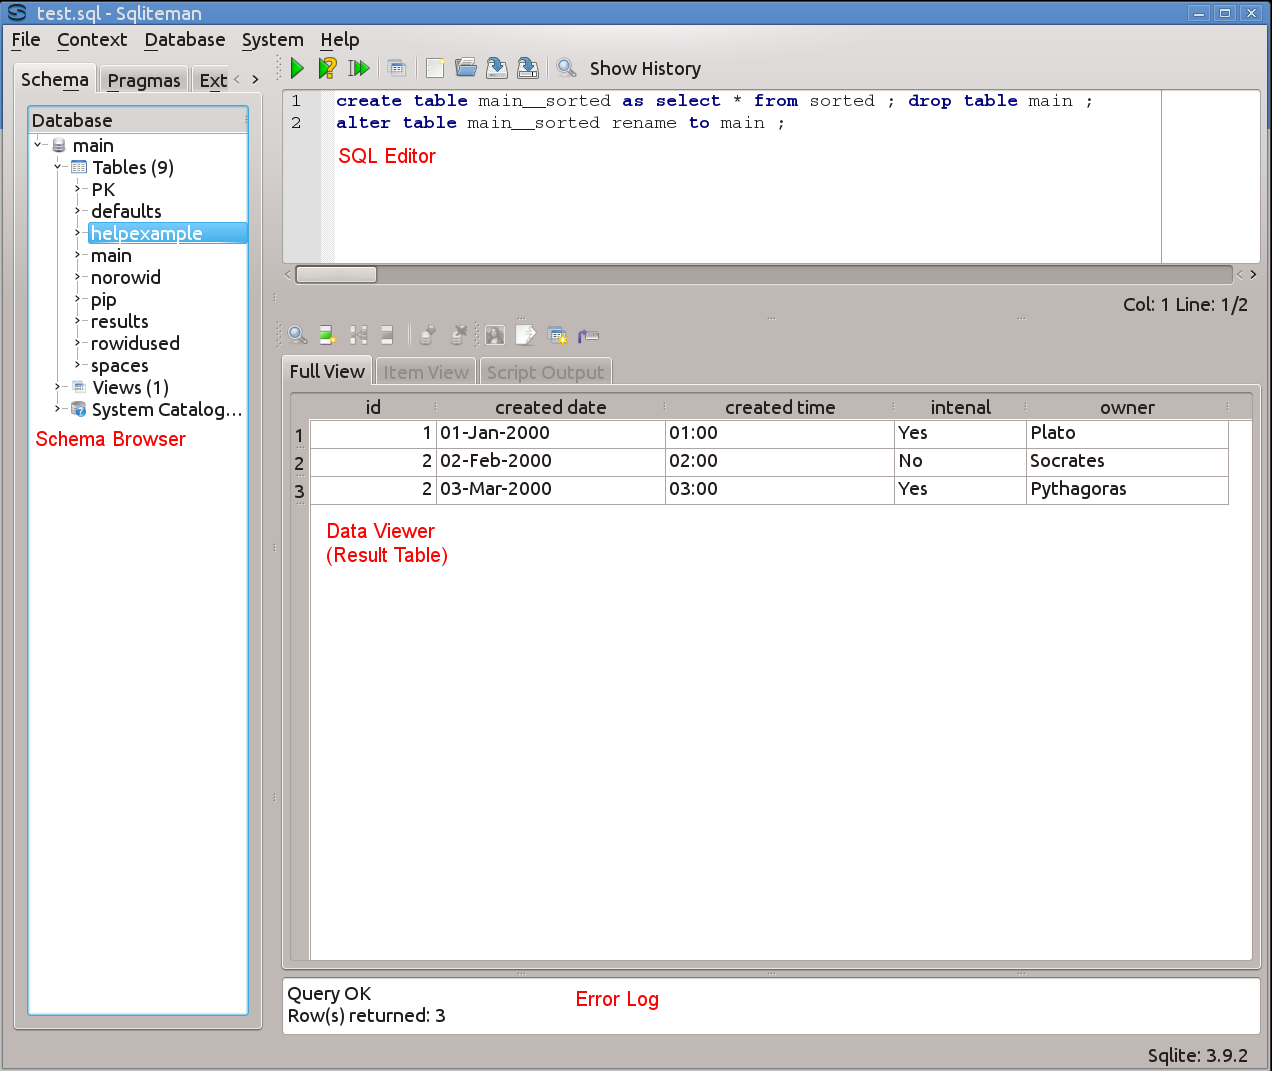 test.sql - Sqliteman
File Context Database System Help
Schema Pragmas Ext
Show History
Database
main
Tables (9)
PK
defaults
helpexample
main
norowid
pip
results
rowidused
spaces
Views (1)
System Catalog...
Schema Browser
1 create table main__sorted as select * from sorted ; drop table main ;
2 alter table main__sorted rename to main ;
SQL Editor
Col: 1 Line: 1/2
Full View Item View Script Output
id created date created time intenal owner
1 1 01-Jan-2000 01:00 Yes Plato
2 2 02-Feb-2000 02:00 No Socrates
3 2 03-Mar-2000 03:00 Yes Pythagoras
Data Viewer
(Result Table)
Query OK
Row(s) returned: 3
Error Log
Sqlite: 3.9.2